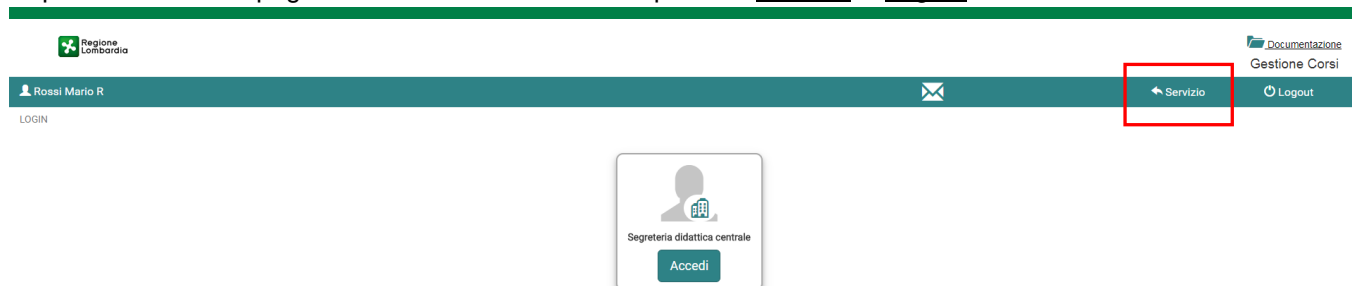 Regione
Lombardia
Documentazione
Gestione Corsi
Rossi Mario R
Servizio
Logout
LOGIN
Segreteria didattica centrale
Accedi